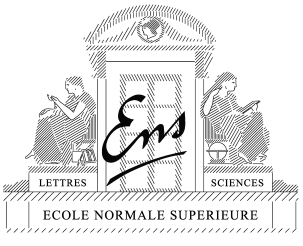 Ens
LETTRES SCIENCES
ECOLE NORMALE SUPERIEURE